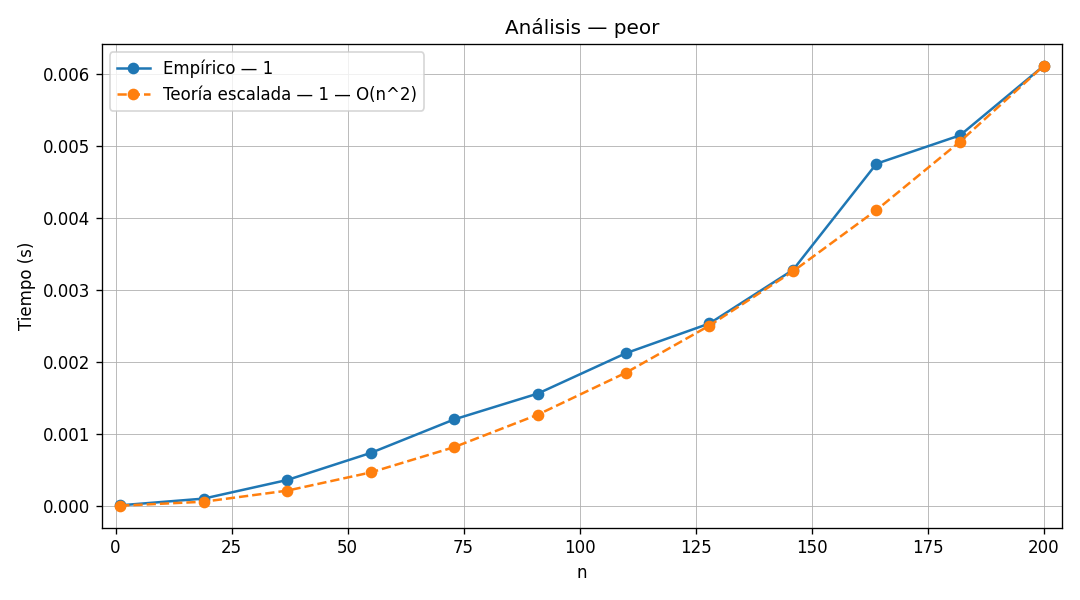 Análisis — peor
Empírico — 1
Teoría escalada — 1 — O(n^2)
Tiempo (s)
0.006
0.005
0.004
0.003
0.002
0.001
0.000
0 25 50 75 100 125 150 175 200
n